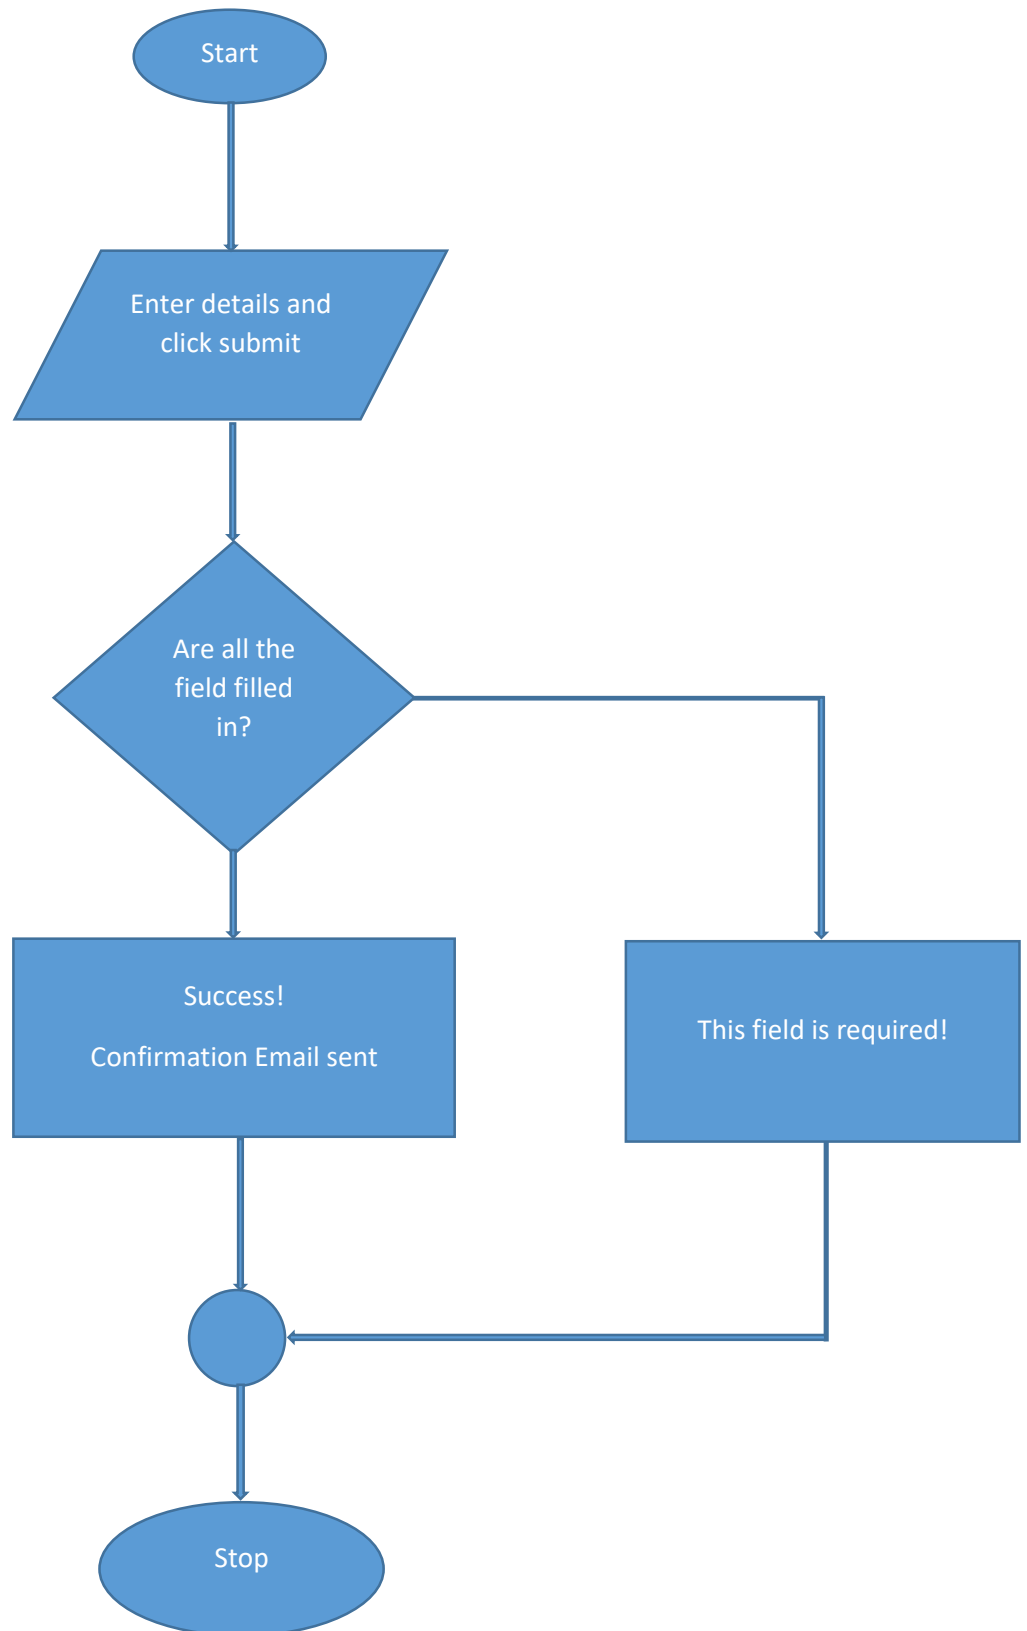 Start
Enter details and
click submit
Are all the
field filled
in?
Success!
Confirmation Email sent
This field is required!
Stop